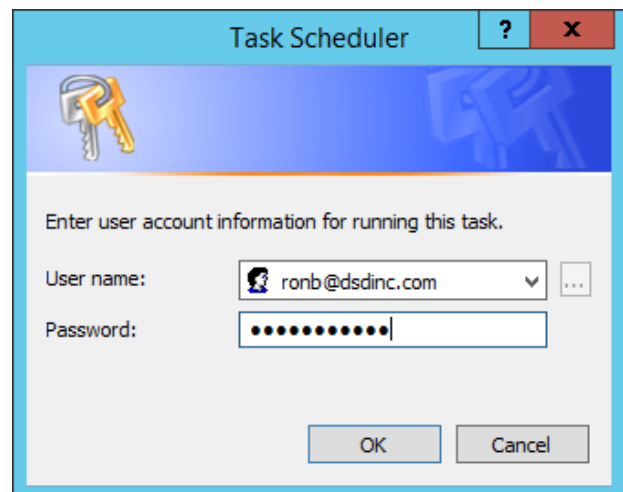 Task Scheduler
? x
Enter user account information for running this task.
User name: ronb@dsdinc.com ...
Password: •••••••••••
OK Cancel